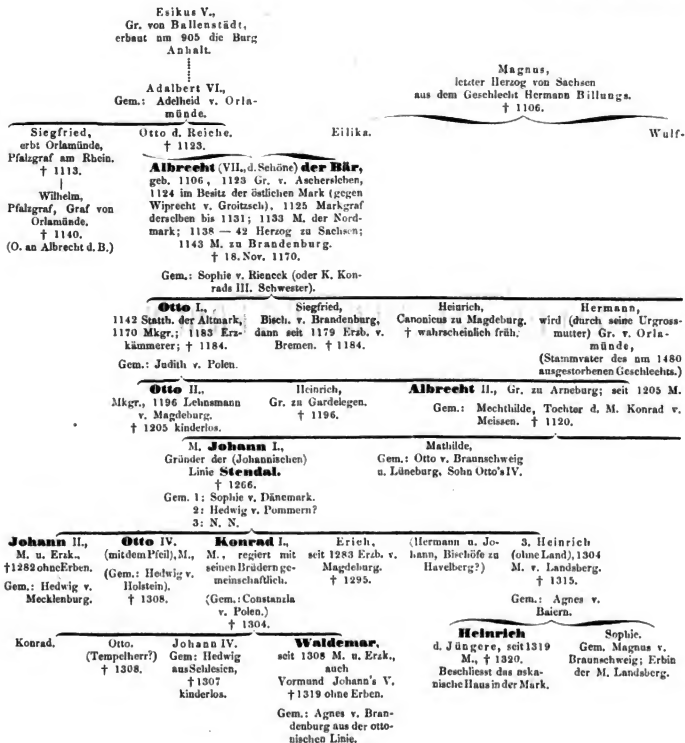 Esikus V.,
Gr. von Ballenstädt,
erbaut um 905 die Burg
Anhalt.
Adalbert VI.,
Gem.: Adelheid v. Orla-
münde.
Magnus,
letzter Herzog von Sachsen
aus dem Geschlecht Hermann Billungs.
† 1106.
Siegfried,
erbt Orlamünde,
Pfalzgraf am Rhein.
† 1113.
Wilhelm,
Pfalzgraf, Graf von
Orlamünde.
† 1140.
(O. an Albrecht d. B.)
Otto d. Reiche.
† 1123.
Eilika.
Wulf-
Albrecht (VII., d. Schöne) der Bär,
geb. 1106, 1123 Gr. v. Aschersleben,
1124 im Besitz der östlichen Mark (gegen
Wiprecht v. Groitzsch), 1125 Markgraf
derselben bis 1131; 1133 M. der Nord-
mark; 1138 — 42 Herzog zu Sachsen;
1143 M. zu Brandenburg.
† 18. Nov. 1170.
Gem.: Sophie v. Rieneck (oder K. Kon-
rads III. Schwester).
Otto I.,
1142 Statth. der Altmark,
1170 Mkgr.; 1183 Erz-
kämmerer; † 1184.
Gem.: Judith v. Polen.
Siegfried,
Bisch. v. Brandenburg,
dann seit 1179 Erzb. v.
Bremen. † 1184.
Heinrich,
Canonicus zu Magdeburg.
† wahrscheinlich früh.
Hermann,
wird (durch seine Urgross-
mutter) Gr. v. Orla-
münde,
(Stammvater des um 1480
ausgestorbenen Geschlechts.)
Otto II.,
Mkgr., 1196 Lehnsmann
v. Magdeburg.
† 1205 kinderlos.
Heinrich,
Gr. zu Gardelegen.
† 1196.
Albrecht II., Gr. zu Arneburg; seit 1205 M.
Gem.: Mechthilde, Tochter d. M. Konrad v.
Meissen. † 1120.
M. Johann I.,
Gründer der (Johannischen)
Linie Stendal.
† 1266.
Gem. 1: Sophie v. Dänemark.
2: Hedwig v. Pommern?
3: N. N.
Mathilde,
Gem.: Otto v. Braunschweig
u. Lüneburg, Sohn Otto's IV.
Johann II.,
M. u. Erzk.,
†1282 ohne Erben.
Gem.: Hedwig v.
Mecklenburg.
Otto IV.
(mit dem Pfeil), M.,
(Gem.: Hedwig v.
Holstein).
† 1308.
Konrad I.,
M., regiert mit
seinen Brüdern ge-
meinschaftlich.
(Gem.: Constanzia
v. Polen.)
† 1304.
Erich,
seit 1283 Erzb. v.
Magdeburg.
† 1295.
(Hermann u. Jo-
hann, Bischöfe zu
Havelberg?)
3. Heinrich
(ohne Land), 1304
M. v. Landsberg.
† 1315.
Gem.: Agnes v.
Baiern.
Konrad.
Otto.
(Tempelherr?)
† 1308.
Johann IV.
Gem: Hedwig
aus Schlesien,
† 1307
kinderlos.
Waldemar,
seit 1308 M. u. Erzk.,
auch
Vormund Johann's V.
† 1319 ohne Erben.
Gem.: Agnes v. Bran-
denburg aus der otto-
nischen Linie.
Heinrich
d. Jüngere, seit 1319
M., † 1320.
Beschliesst das aska-
nische Haus in der Mark.
Sophie.
Gem. Magnus v.
Braunschweig; Erbin
der M. Landsberg.